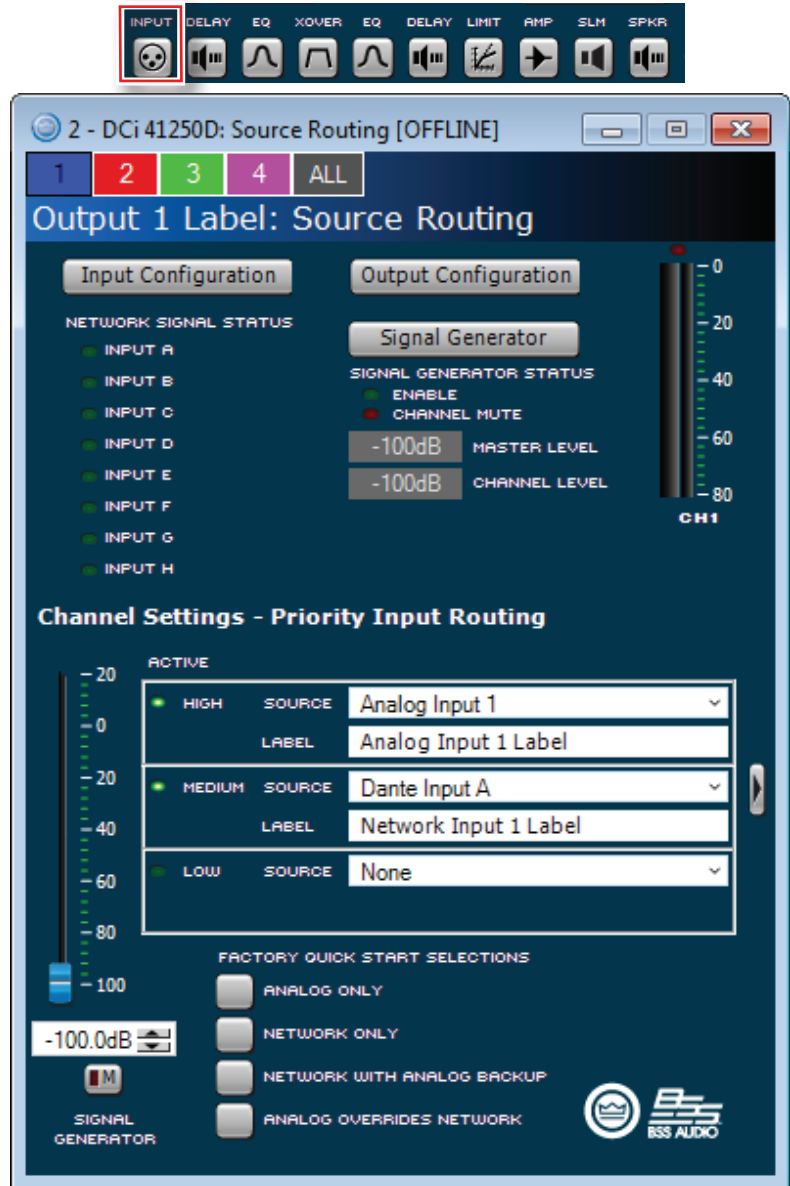 INPUT DELAY EQ XOVER EQ DELAY LIMIT AMP SLM SPKR
2 - DCi 41250D: Source Routing [OFFLINE]
1 2 3 4 ALL
Output 1 Label: Source Routing
Input Configuration
Output Configuration
NETWORK SIGNAL STATUS
INPUT A
INPUT B
INPUT C
INPUT D
INPUT E
INPUT F
INPUT G
INPUT H
Signal Generator
SIGNAL GENERATOR STATUS
ENABLE
CHANNEL MUTE
-100dB MASTER LEVEL
-100dB CHANNEL LEVEL
0
20
40
60
80
CH1
Channel Settings - Priority Input Routing
20
0
20
40
60
80
100
-100.0dB
M
SIGNAL
GENERATOR
ACTIVE
HIGH SOURCE Analog Input 1
LABEL Analog Input 1 Label
MEDIUM SOURCE Dante Input A
LABEL Network Input 1 Label
LOW SOURCE None
FACTORY QUICK START SELECTIONS
ANALOG ONLY
NETWORK ONLY
NETWORK WITH ANALOG BACKUP
ANALOG OVERRIDES NETWORK
BSS
BSS AUDIO